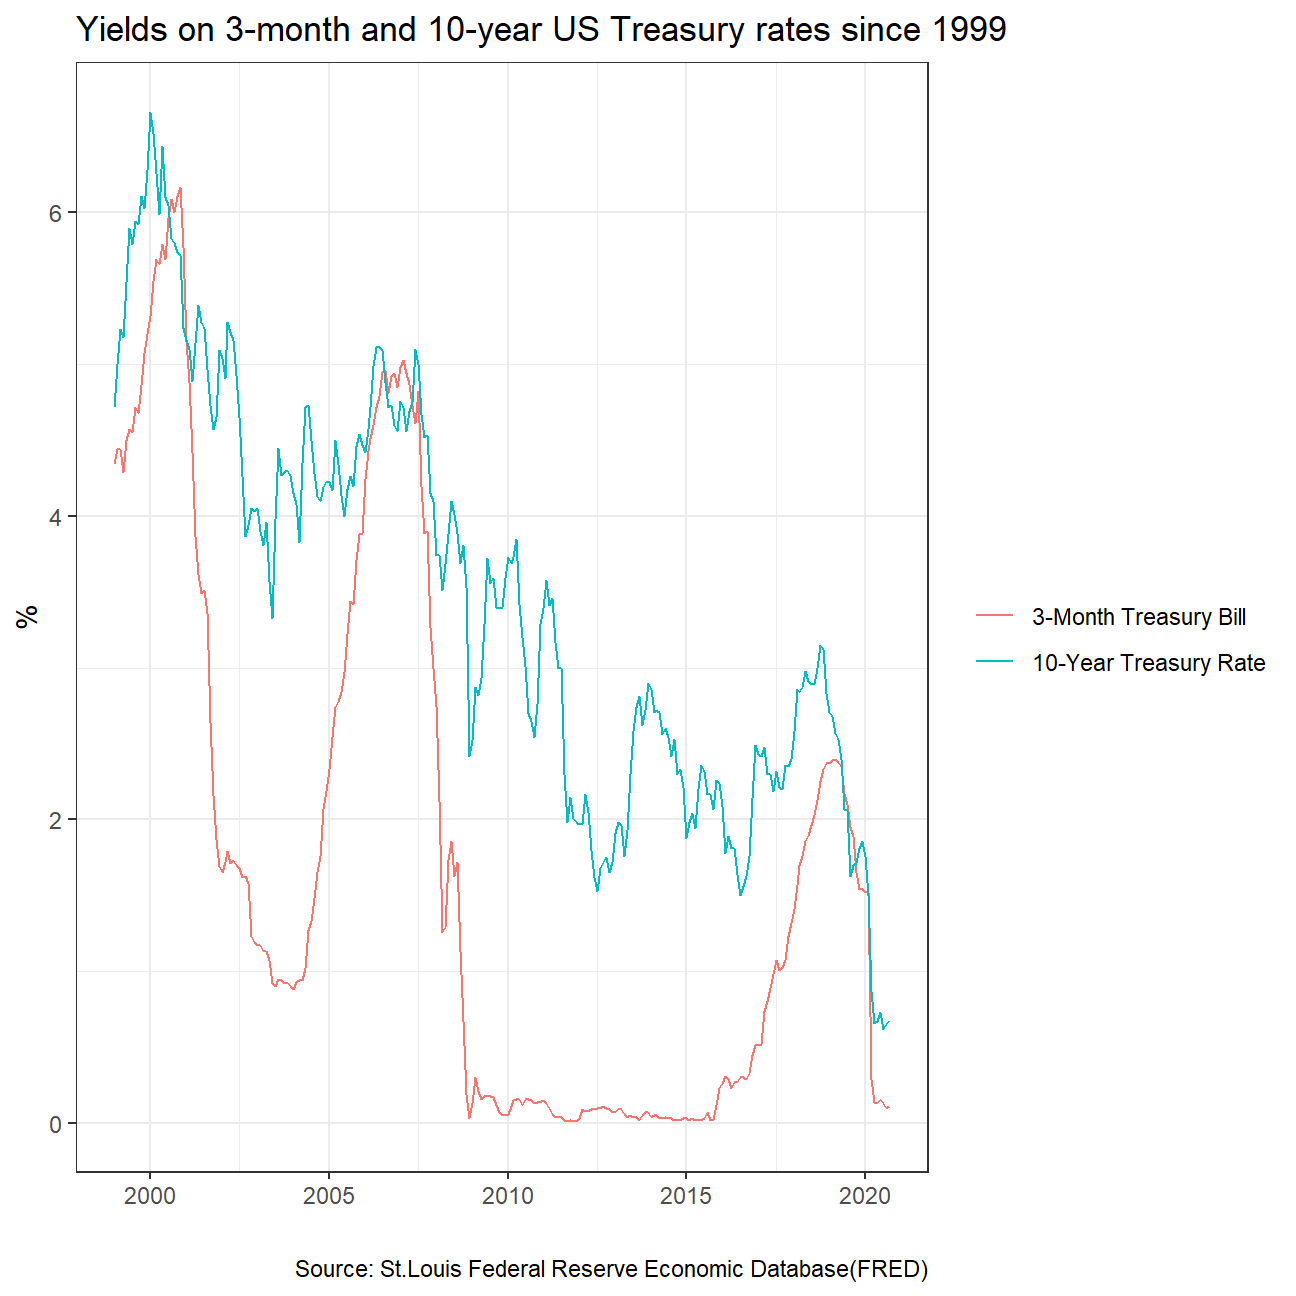 Yields on 3-month and 10-year US Treasury rates since 1999
6
4
2
0
%
2000
2005
2010
2015
2020
3-Month Treasury Bill
10-Year Treasury Rate
Source: St.Louis Federal Reserve Economic Database(FRED)